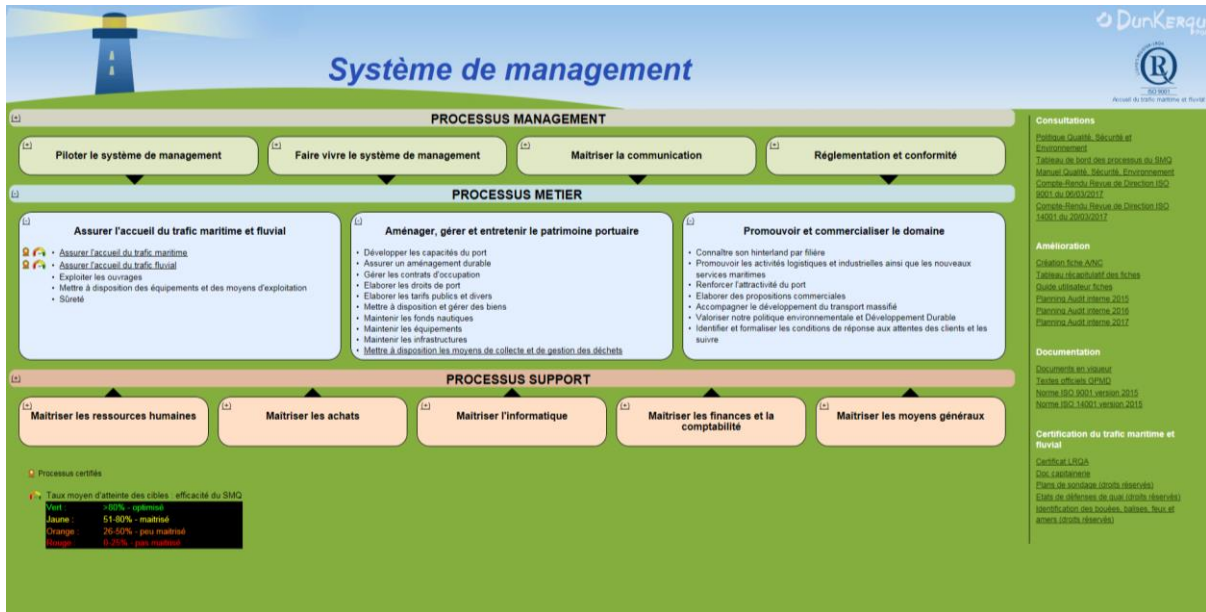 DunKerqu
Système de management
ISO 9001
Accueil du trafic maritime et fluvial
PROCESSUS MANAGEMENT
Piloter le système de management
Faire vivre le système de management
Maîtriser la communication
Réglementation et conformité
PROCESSUS METIER
Assurer l'accueil du trafic maritime et fluvial
• Assurer l'accueil du trafic maritime
• Assurer l'accueil du trafic fluvial
• Exploiter les ouvrages
• Mettre à disposition des équipements et des moyens d'exploitation
• Sûreté
Aménager, gérer et entretenir le patrimoine portuaire
• Développer les capacités du port
• Assurer un aménagement durable
• Gérer les contrats d'occupation
• Elaborer les droits de port
• Elaborer les tarifs publics et divers
• Mettre à disposition et gérer des biens
• Maintenir les fonds nautiques
• Maintenir les équipements
• Maintenir les infrastructures
• Mettre à disposition les moyens de collecte et de gestion des déchets
Promouvoir et commercialiser le domaine
• Connaître son hinterland par filière
• Promouvoir les activités logistiques et industrielles ainsi que les nouveaux
services maritimes
• Renforcer l'attractivité du port
• Elaborer des propositions commerciales
• Accompagner le développement du transport massifié
• Valoriser notre politique environnementale et Développement Durable
• Identifier et formaliser les conditions de réponse aux attentes des clients et les
suivre
PROCESSUS SUPPORT
Maîtriser les ressources humaines
Maîtriser les achats
Maîtriser l'informatique
Maîtriser les finances et la
comptabilité
Maîtriser les moyens généraux
Processus certifiés
Taux moyen d'atteinte des cibles : efficacité du SMQ
Vert : >80% - optimisé
Jaune : 51-80% - maitrisé
Orange : 26-50% - peu maitrisé
Rouge : 0-25% - pas maitrisé
Consultations
Politique Qualité, Sécurité et
Environnement
Tableau de bord des processus du SMQ
Manuel Qualité, Sécurité, Environnement
Compte-Rendu Revue de Direction ISO
9001 du 06/03/2017
Compte-Rendu Revue de Direction ISO
14001 du 20/03/2017
Amélioration
Création fiche A/NC
Tableau récapitulatif des fiches
Guide utilisateur fiches
Planning Audit interne 2015
Planning Audit interne 2016
Planning Audit interne 2017
Documentation
Documents en vigueur
Textes officiels OPMD
Norme ISO 9001 version 2015
Norme ISO 14001 version 2015
Certification du trafic maritime et
fluvial
Certificat LRQA
Doc capitainerie
Plans de sondage (droits réservés)
Etats de défenses de quai (droits réservés)
Identification des bouées, balises, feux et
amers (droits réservés)